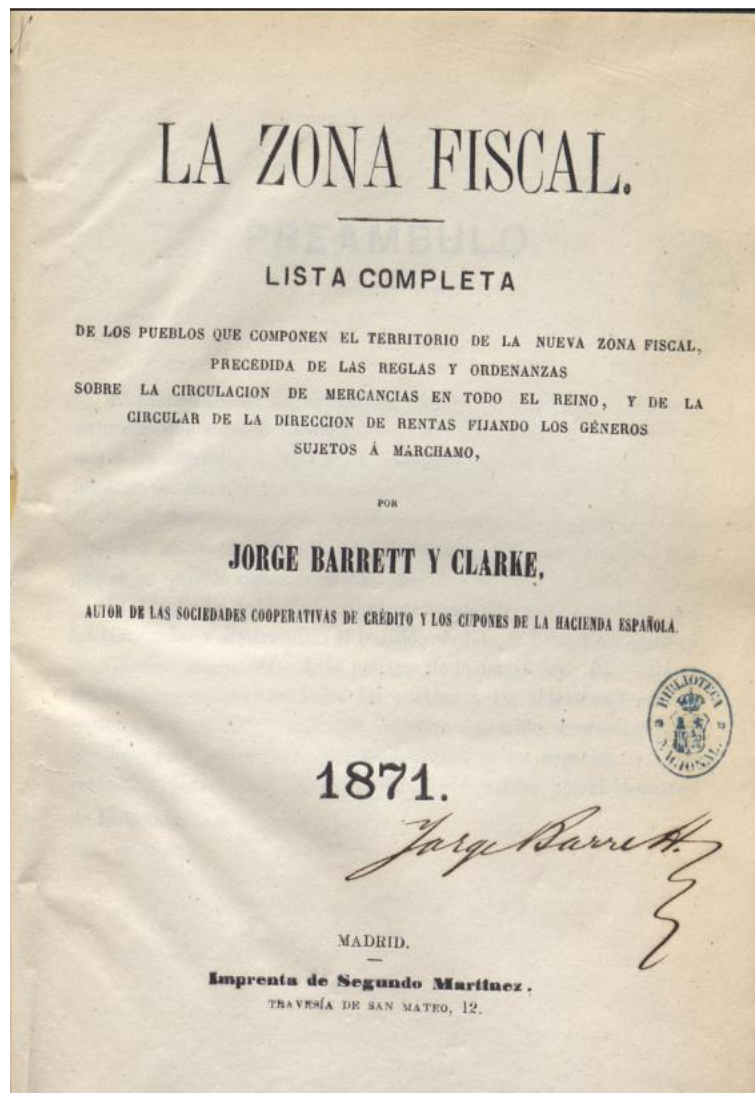 LA ZONA FISCAL.
PREAMBULO
LISTA COMPLETA
DE LOS PUEBLOS QUE COMPONEN EL TERRITORIO DE LA NUEVA ZONA FISCAL,
PRECEDIDA DE LAS REGLAS Y ORDENANZAS
SOBRE LA CIRCULACION DE MERCANCIAS EN TODO EL REINO, Y DE LA
CIRCULAR DE LA DIRECCION DE RENTAS FIJANDO LOS GÉNEROS
SUJETOS Á MARCHAMO,
POR
JORGE BARRETT Y CLARKE,
AUTOR DE LAS SOCIEDADES COOPERATIVAS DE CRÉDITO Y LOS CUPONES DE LA HACIENDA ESPAÑOLA.
BIBLIOTECA
NACIONAL.
1871.
Jorge Barrett.
MADRID.
Imprenta de Segundo Martinez.
TRAVESÍA DE SAN MATEO, 12.